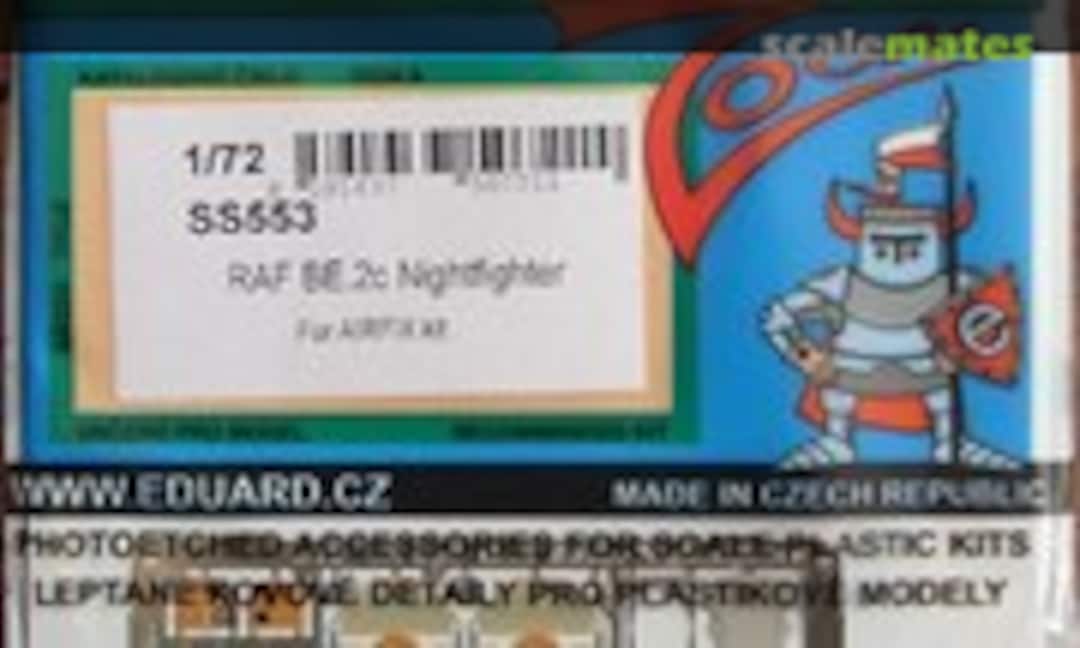 scalemates
1/72
SS553
RAF BE.2c Nightfighter
For AIRFIX kit
WWW.EDUARD.CZ
MADE IN CZECH REPUBLIC
PHOTOETCHED ACCESSORIES FOR SCALE PLASTIC KITS
LEPTANÉ KOVOVÉ DETAILY PRO PLASTIKOVÉ MODELY